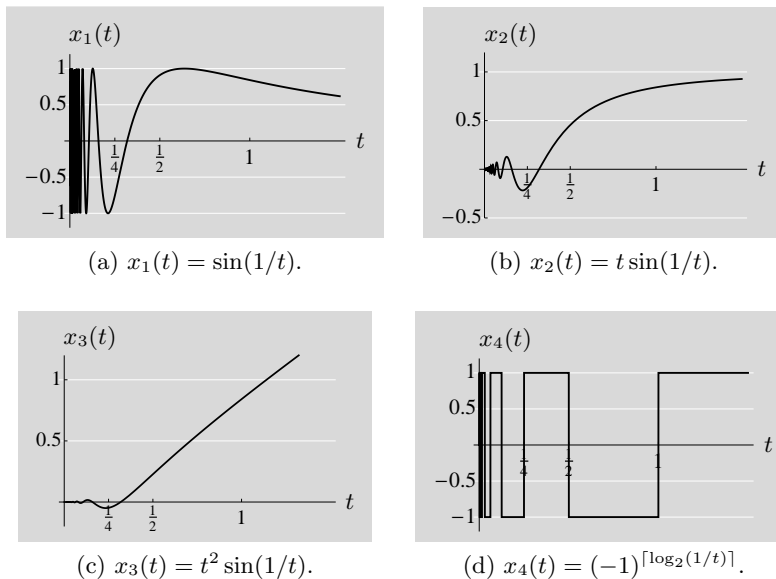 x₁(t)
1
0.5
−0.5
−1
1/4
1/2
1
t
(a) x₁(t) = sin(1/t).
x₂(t)
1
0.5
−0.5
1/4
1/2
1
t
(b) x₂(t) = t sin(1/t).
x₃(t)
1
0.5
1/4
1/2
1
t
(c) x₃(t) = t² sin(1/t).
x₄(t)
1
0.5
−0.5
−1
1/4
1/2
1
t
(d) x₄(t) = (−1)^⌈log₂(1/t)⌉.